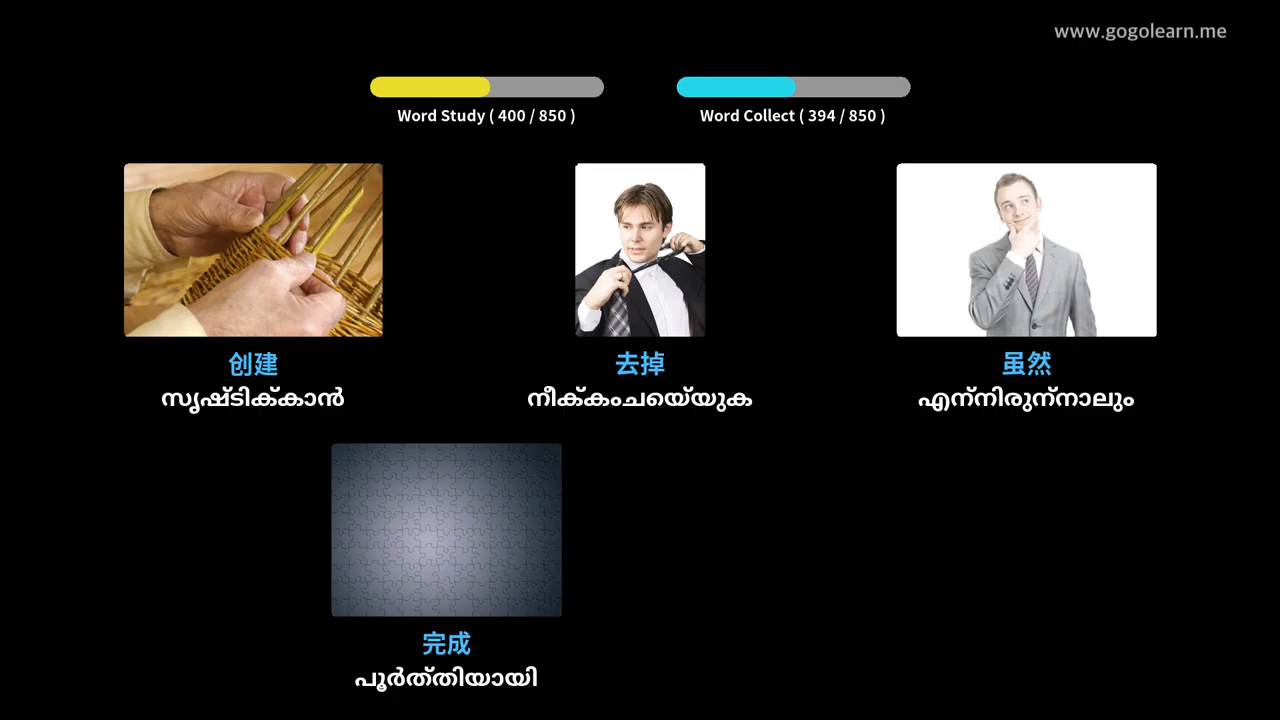 www.gogolearn.me
Word Study ( 400 / 850 )
Word Collect ( 394 / 850 )
创建
സൃഷ്ടിക്കാൻ
去掉
നീക്കംചെയ്യുക
虽然
എന്നിരുന്നാലും
完成
പൂർത്തിയായി